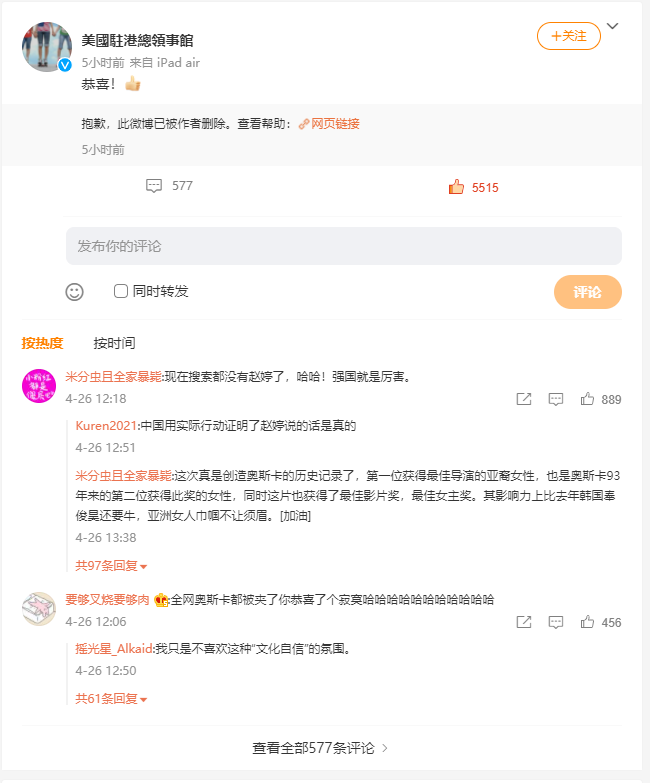 美國駐港總領事館
+关注
5小时前 来自 iPad air
恭喜！
抱歉，此微博已被作者删除。查看帮助： 网页链接
5小时前
577
5515
发布你的评论
同时转发
评论
按热度
按时间
米分虫且全家暴毙:现在搜索都没有赵婷了，哈哈！强国就是厉害。
4-26 12:18
889
Kuren2021:中国用实际行动证明了赵婷说的话是真的
4-26 12:51
米分虫且全家暴毙:这次真是创造奥斯卡的历史记录了，第一位获得最佳导演的亚裔女性，也是奥斯卡93
年来的第二位获得此奖的女性，同时这片也获得了最佳影片奖，最佳女主奖。其影响力上比去年韩国奉
俊昊还要牛，亚洲女人巾帼不让须眉。[加油]
4-26 13:38
共97条回复
要够叉烧要够肉 :全网奥斯卡都被夹了你恭喜了个寂寞哈哈哈哈哈哈哈哈哈哈哈
4-26 12:06
456
摇光星_Alkaid:我只是不喜欢这种“文化自信”的氛围。
4-26 12:50
共61条回复
查看全部577条评论